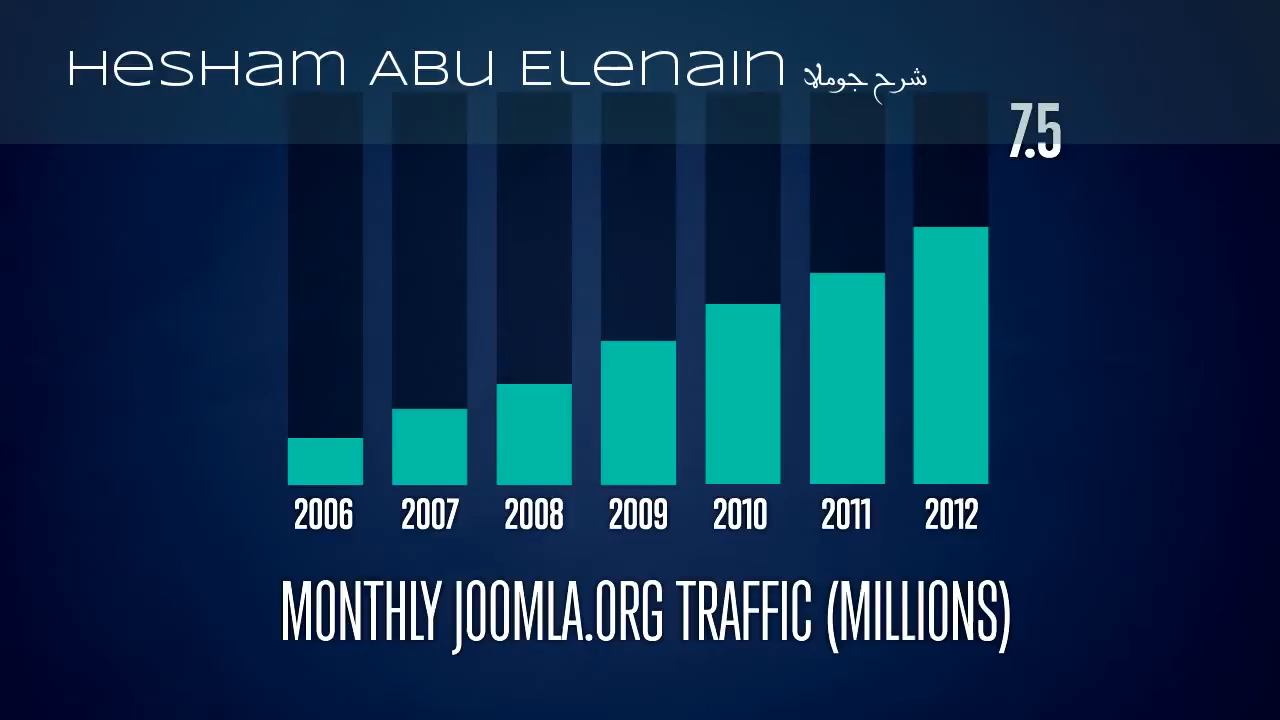 Hesham Abu Elenain شرح جوملا
7.5
2006 2007 2008 2009 2010 2011 2012
MONTHLY JOOMLA.ORG TRAFFIC (MILLIONS)